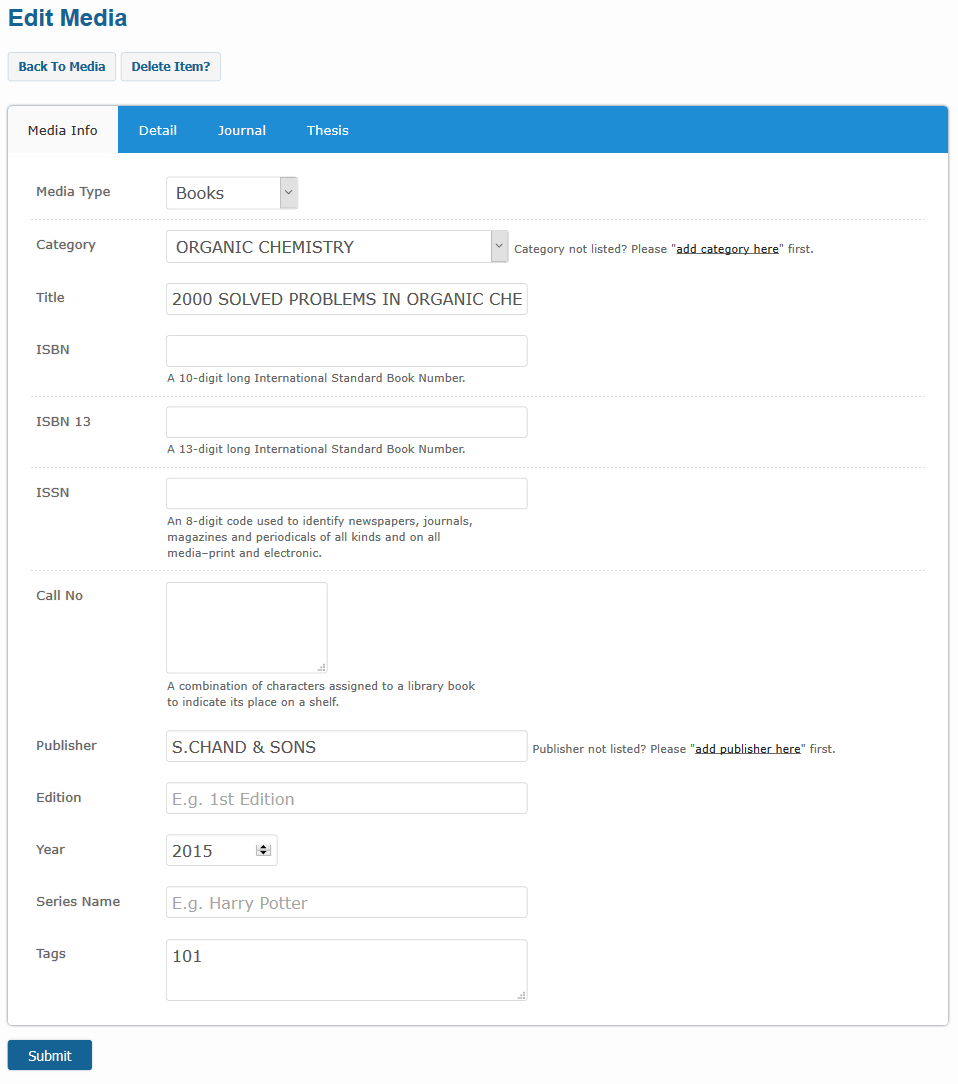 Edit Media
Back To Media Delete Item?
Media Info Detail Journal Thesis
Media Type Books
Category ORGANIC CHEMISTRY Category not listed? Please "add category here" first.
Title 2000 SOLVED PROBLEMS IN ORGANIC CHE
ISBN
A 10-digit long International Standard Book Number.
ISBN 13
A 13-digit long International Standard Book Number.
ISSN
An 8-digit code used to identify newspapers, journals,
magazines and periodicals of all kinds and on all
media–print and electronic.
Call No
A combination of characters assigned to a library book
to indicate its place on a shelf.
Publisher S.CHAND & SONS Publisher not listed? Please "add publisher here" first.
Edition E.g. 1st Edition
Year 2015
Series Name E.g. Harry Potter
Tags 101
Submit